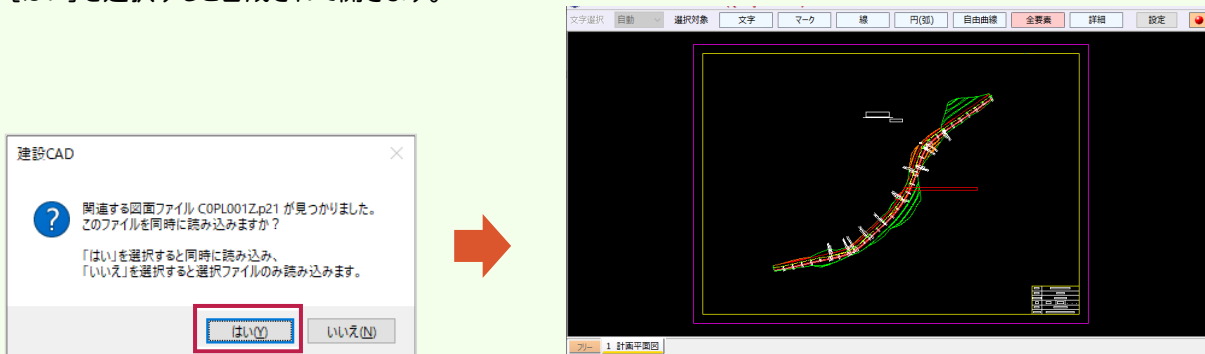 文字選択 自動 選択対象 文字 マーク 線 円(弧) 自由曲線 全要素 詳細 設定
建設CAD
関連する図面ファイル C0PL001Z.p21 が見つかりました。
このファイルを同時に読み込みますか？
「はい」を選択すると同時に読み込み、
「いいえ」を選択すると選択ファイルのみ読み込みます。
はい(Y) いいえ(N)
フリー 1 計画平面図